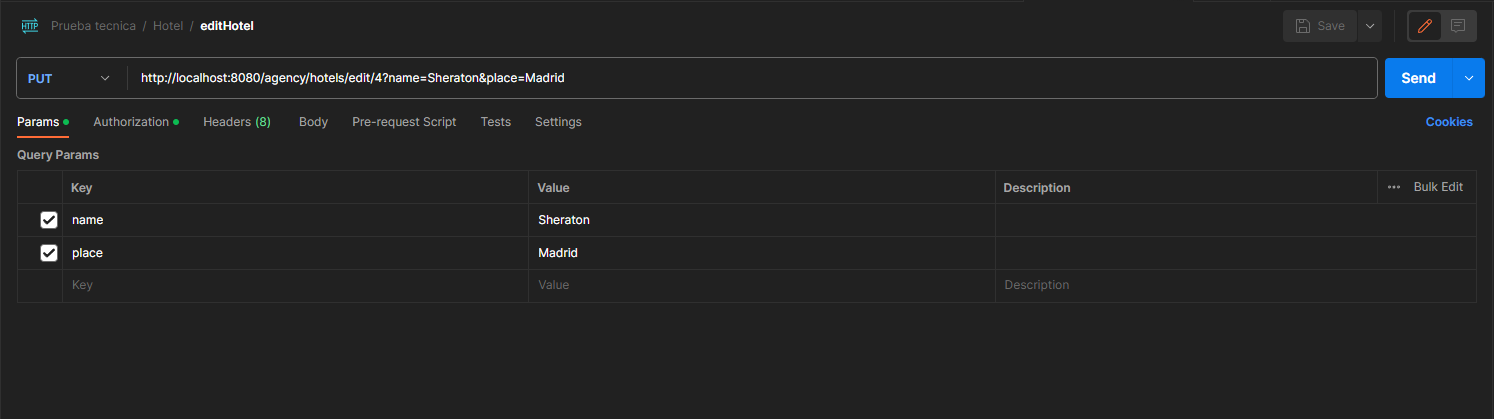 HTTP Prueba tecnica / Hotel / editHotel Save
PUT http://localhost:8080/agency/hotels/edit/4?name=Sheraton&place=Madrid Send
Params Authorization Headers (8) Body Pre-request Script Tests Settings Cookies
Query Params
Key Value Description ••• Bulk Edit
name Sheraton
place Madrid
Key Value Description